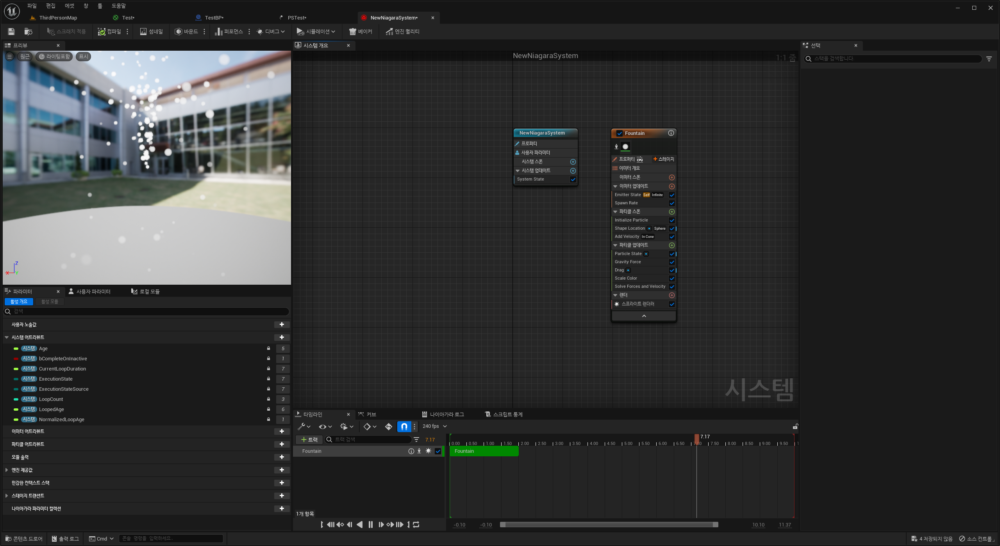 파일 편집 에셋 창 툴 도움말
ThirdPersonMap Test* TestBP* PSTest* NewNiagaraSystem*
스크래치 적용 컴파일 섬네일 바운드 퍼포먼스 디버그 시뮬레이션 베이커 엔진 퀄리티
프리뷰
원근 라이팅포함 표시
Z
X Y
파라미터 사용자 파라미터 로컬 모듈
활성 개요 활성 모듈
검색
사용자 노출값
시스템 어트리뷰트
시스템 Age 5
시스템 bCompleteOnInactive 1
시스템 CurrentLoopDuration 7
시스템 ExecutionState 7
시스템 ExecutionStateSource 7
시스템 LoopCount 3
시스템 LoopedAge 6
시스템 NormalizedLoopAge 1
이미터 어트리뷰트
파티클 어트리뷰트
모듈 출력
엔진 제공값
민감한 컨텍스트 스택
스테이지 트랜션트
나이아가라 파라미터 컬렉션
시스템 개요
NewNiagaraSystem
1:1 줌
NewNiagaraSystem
프로퍼티
사용자 파라미터
시스템 스폰
시스템 업데이트
System State
Fountain
프로퍼티 CPU 스테이지
이미터 개요
이미터 스폰
이미터 업데이트
Emitter State Self Infinite
Spawn Rate
파티클 스폰
Initialize Particle
Shape Location Sphere
Add Velocity In Cone
파티클 업데이트
Particle State
Gravity Force
Drag
Scale Color
Solve Forces and Velocity
렌더
스프라이트 렌더러
시스템
선택
스택을 검색합니다.
타임라인 커브 나이아가라 로그 스크립트 통계
240 fps
트랙 트랙 검색 7.17
Fountain
1개 항목
7.17
0.00 0.50 1.00 1.50 2.00 2.50 3.00 3.50 4.00 4.50 5.00 5.50 6.00 6.50 7.00 7.50 8.00 8.50 9.00 9.50 1
Fountain
-0.10 -0.10 10.10 11.37
콘텐츠 드로어 출력 로그 Cmd 콘솔 명령을 입력하세요.
4 저장되지 않음 소스 컨트롤